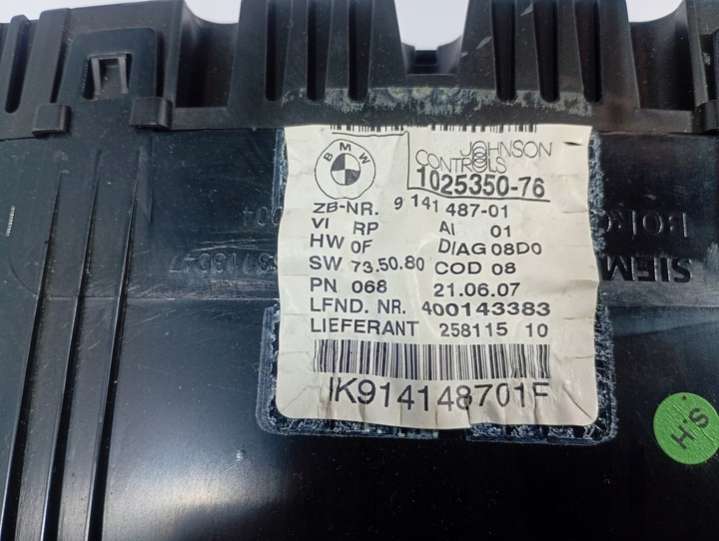 BMW
JOHNSON
CONTROLS
1025350-76
ZB-NR. 9 141 487-01
VI RP AI 01
HW 0F DIAG 08D0
SW 73.50.80 COD 08
PN 068 21.06.07
LFND. NR. 400143383
LIEFERANT 258115 10
IK914148701F
SIEM
H.S